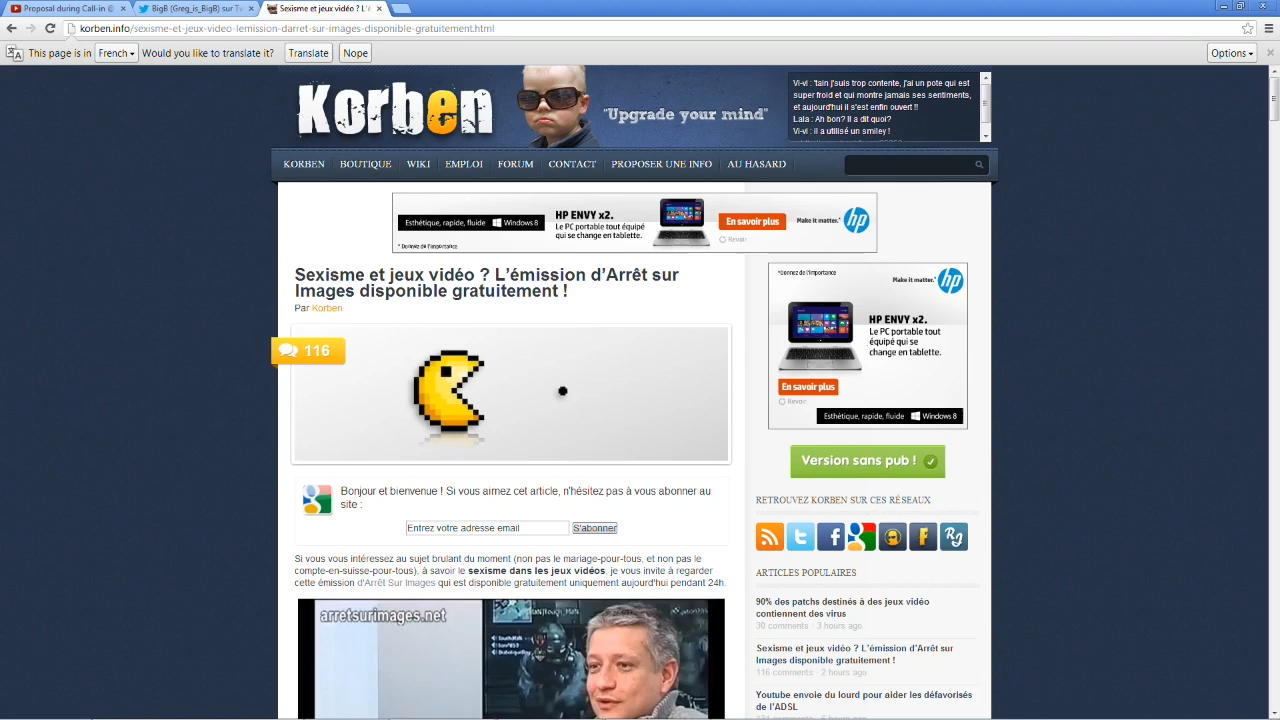 Proposal during Call-in @
BigB (Greg_is_BigB) sur Tw
Sexisme et jeux vidéo ? L'é
korben.info/sexisme-et-jeux-video-lemission-darret-sur-images-disponible-gratuitement.html
This page is in French Would you like to translate it? Translate Nope Options
Korben
"Upgrade your mind"
Vi-vi : 'tain j'suis trop contente, j'ai un pote qui est
super froid et qui montre jamais ses sentiments,
et aujourd'hui il s'est enfin ouvert !!
Lala : Ah bon? Il a dit quoi?
Vi-vi : il a utilisé un smiley !
KORBEN BOUTIQUE WIKI EMPLOI FORUM CONTACT PROPOSER UNE INFO AU HASARD
Esthétique, rapide, fluide Windows 8
* Donnez de l'importance
HP ENVY x2.
Le PC portable tout équipé
qui se change en tablette.
En savoir plus
Revoir
Make it matter.*
hp
Sexisme et jeux vidéo ? L'émission d'Arrêt sur
Images disponible gratuitement !
Par Korben
116
Bonjour et bienvenue ! Si vous aimez cet article, n'hésitez pas à vous abonner au
site :
Entrez votre adresse email S'abonner
Si vous vous intéressez au sujet brulant du moment (non pas le mariage-pour-tous, et non pas le
compte-en-suisse-pour-tous), à savoir le sexisme dans les jeux vidéos, je vous invite à regarder
cette émission d'Arrêt Sur Images qui est disponible gratuitement uniquement aujourd'hui pendant 24h.
arretsurimages.net
*Donnez de l'importance
Make it matter.*
hp
HP ENVY x2.
Le PC portable tout
équipé qui se
change en tablette.
En savoir plus
Revoir
Esthétique, rapide, fluide Windows 8
Version sans pub !
RETROUVEZ KORBEN SUR CES RÉSEAUX
ARTICLES POPULAIRES
90% des patchs destinés à des jeux vidéo
contiennent des virus
30 comments · 3 hours ago
Sexisme et jeux vidéo ? L'émission d'Arrêt sur
Images disponible gratuitement !
116 comments · 2 hours ago
Youtube envoie du lourd pour aider les défavorisés
de l'ADSL